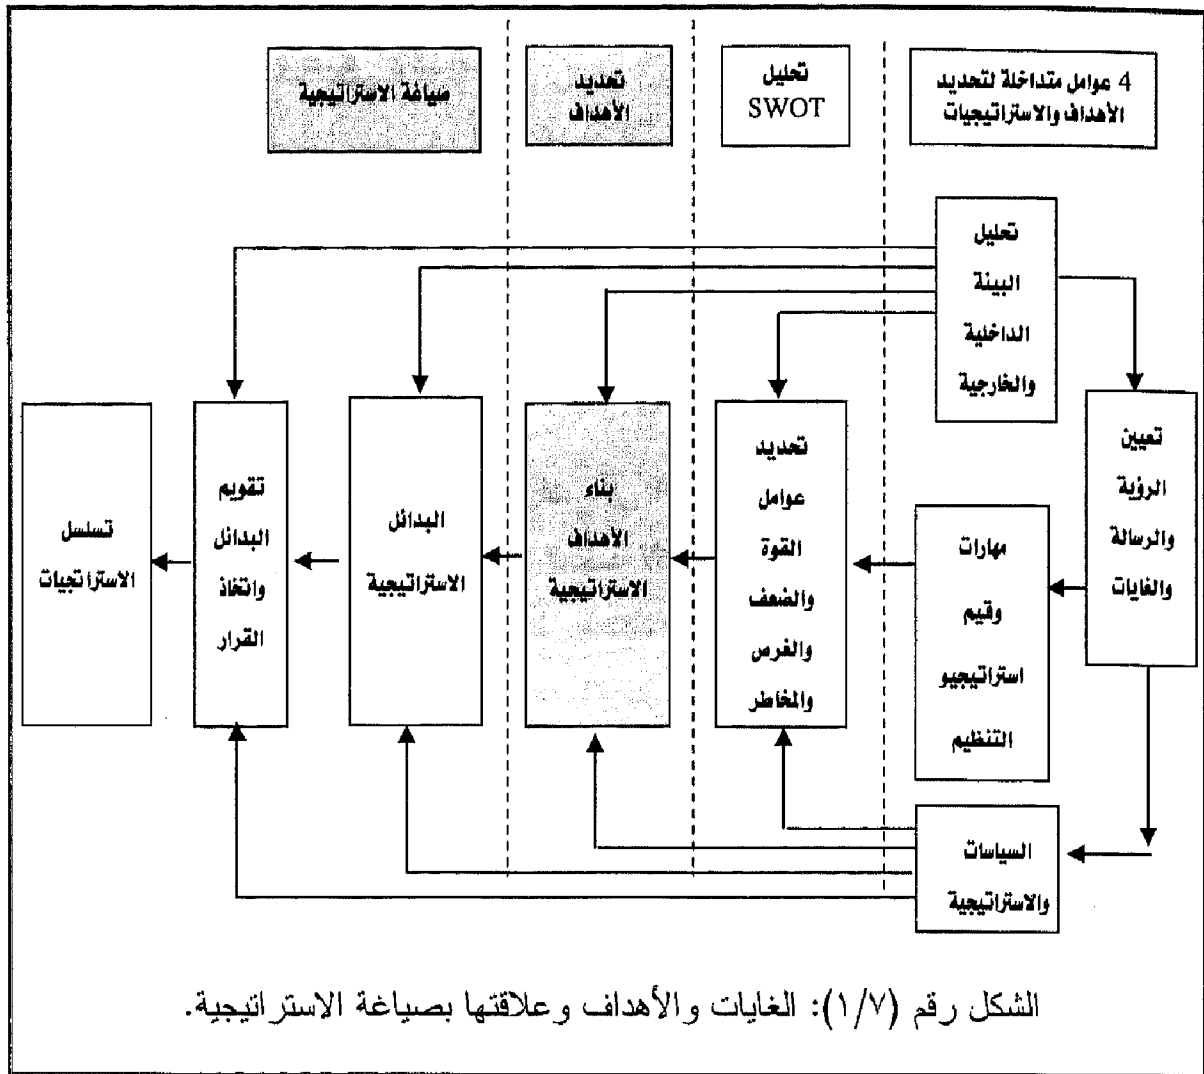 4 عوامل متداخلة لتحديد
الأهداف والاستراتيجيات
تحليل
SWOT
تحديد
الأهداف
صياغة الاستراتيجية
تحليل
البيئة
الداخلية
والخارجية
تعيين
الرؤية
والرسالة
والغايات
مهارات
وقيم
استراتيجيو
التنظيم
السياسات
والاستراتيجية
تحديد
عوامل
القوة
والضعف
والفرص
والمخاطر
بناء
الأهداف
الاستراتيجية
البدائل
الاستراتيجية
تقويم
البدائل
واتخاذ
القرار
تسلسل
الاستراتجيات
الشكل رقم (١/٧): الغايات والأهداف وعلاقتها بصياغة الاستراتيجية.